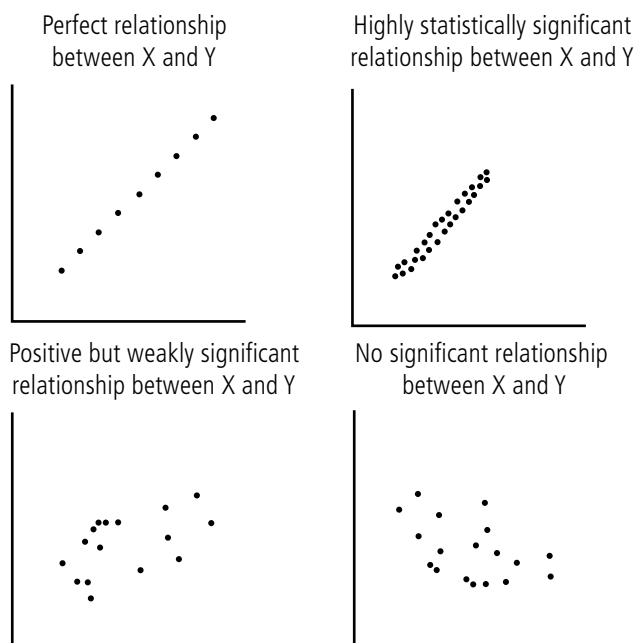 Perfect relationship
between X and Y
Highly statistically significant
relationship between X and Y
Positive but weakly significant
relationship between X and Y
No significant relationship
between X and Y